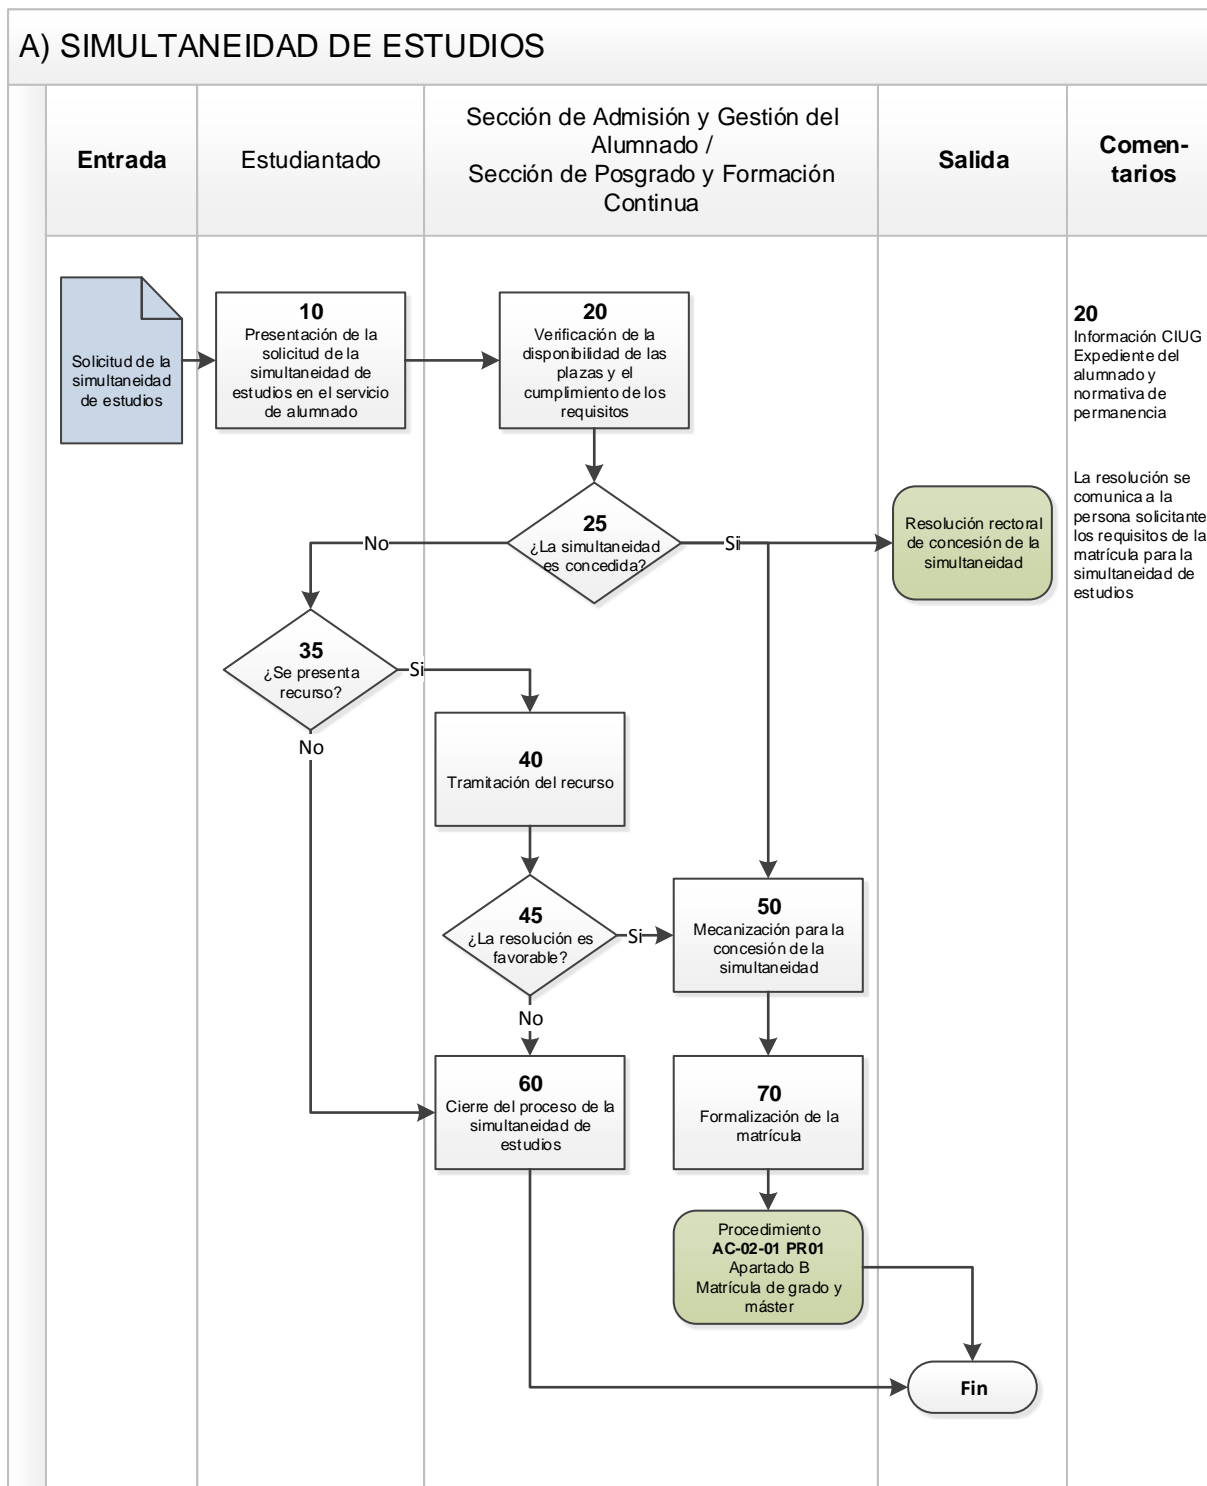 A) SIMULTANEIDAD DE ESTUDIOS
Entrada
Estudiantado
Sección de Admisión y Gestión del
Alumnado /
Sección de Posgrado y Formación
Continua
Salida
Comen-
tarios
Solicitud de la
simultaneidad
de estudios
10
Presentación de la
solicitud de la
simultaneidad de
estudios en el servicio
de alumnado
20
Verificación de la
disponibilidad de las
plazas y el
cumplimiento de los
requisitos
20
Información CIUG
Expediente del
alumnado y
normativa de
permanencia
25
¿La simultaneidad
es concedida?
No
Si
Resolución rectoral
de concesión de la
simultaneidad
La resolución se
comunica a la
persona solicitante
los requisitos de la
matrícula para la
simultaneidad de
estudios
35
¿Se presenta
recurso?
Si
No
40
Tramitación del recurso
45
¿La resolución es
favorable?
Si
No
50
Mecanización para la
concesión de la
simultaneidad
60
Cierre del proceso de la
simultaneidad de
estudios
70
Formalización de la
matrícula
Procedimiento
AC-02-01 PR01
Apartado B
Matrícula de grado y
máster
Fin